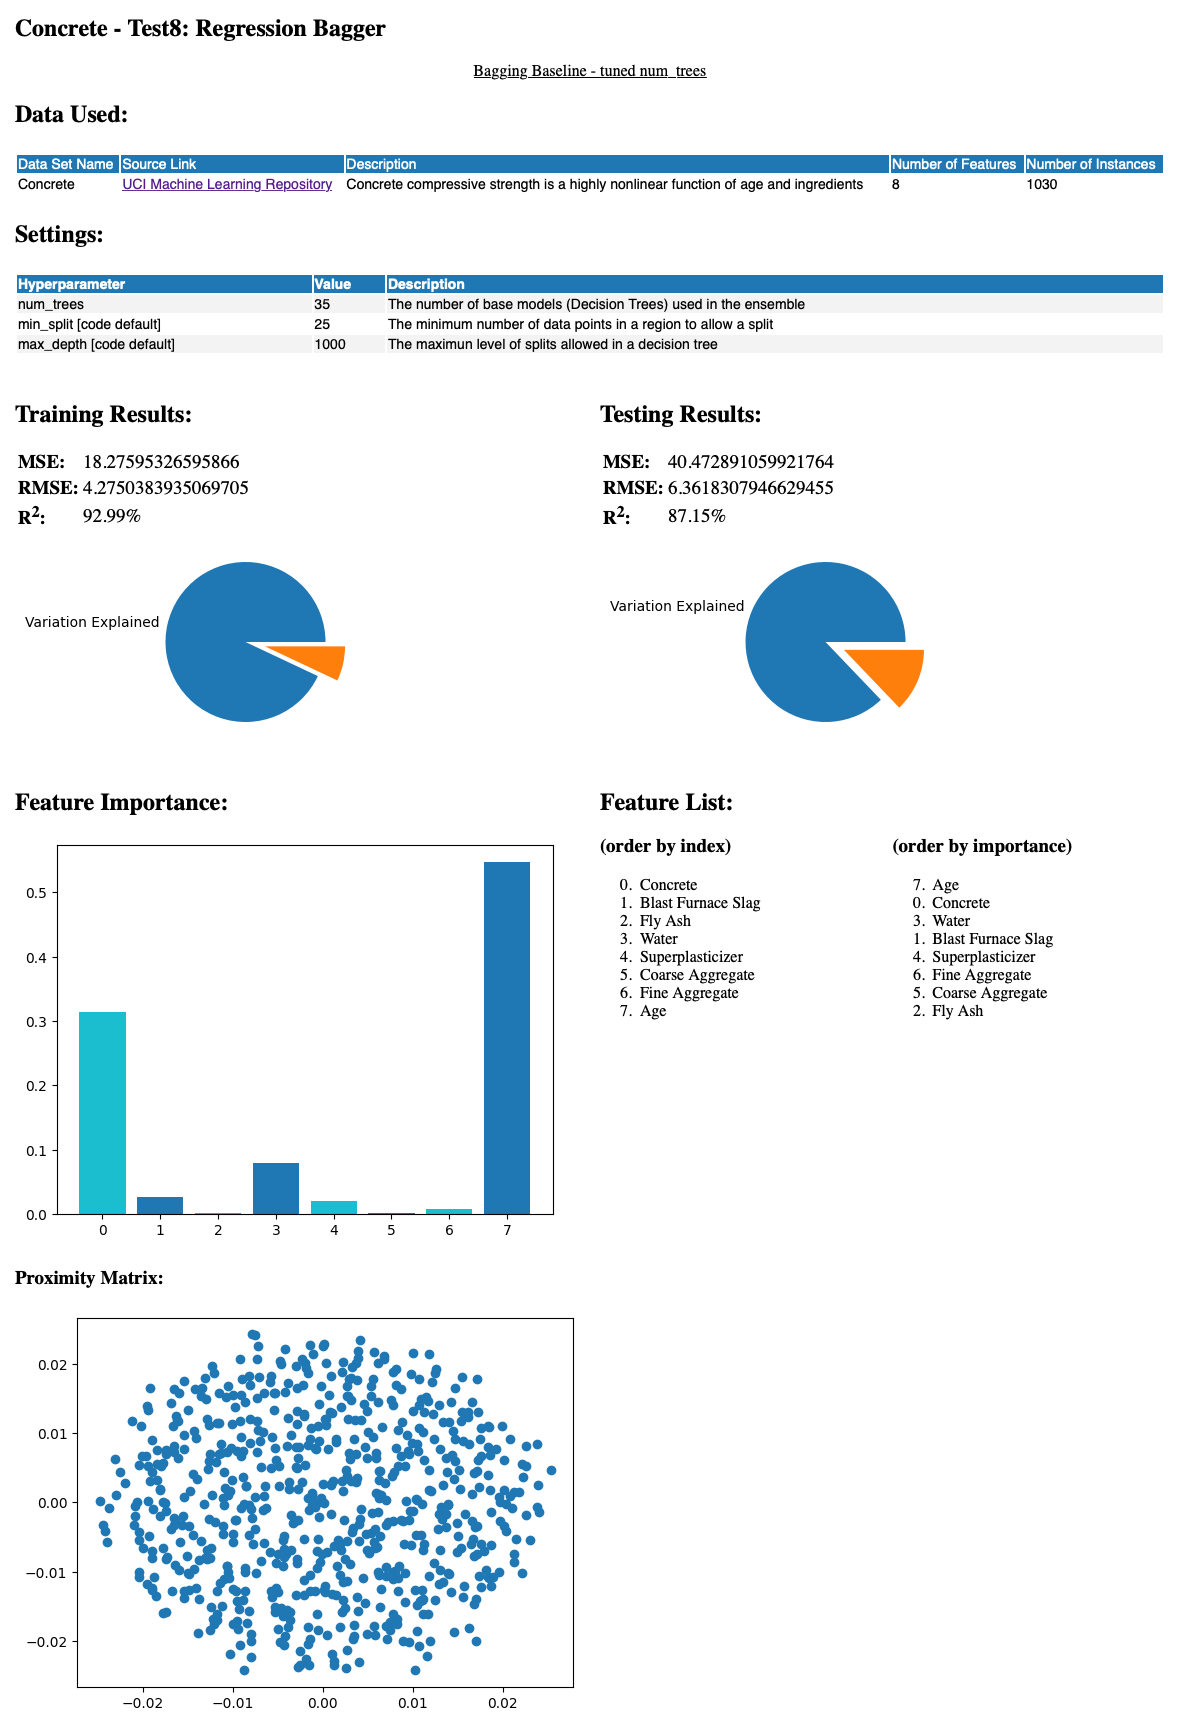 Concrete - Test8: Regression Bagger
Bagging Baseline - tuned num_trees
Data Used:
Data Set Name Source Link Description Number of Features Number of Instances
Concrete UCI Machine Learning Repository Concrete compressive strength is a highly nonlinear function of age and ingredients 8 1030
Settings:
Hyperparameter Value Description
num_trees 35 The number of base models (Decision Trees) used in the ensemble
min_split [code default] 25 The minimum number of data points in a region to allow a split
max_depth [code default] 1000 The maximun level of splits allowed in a decision tree
Training Results:
MSE: 18.27595326595866
RMSE: 4.2750383935069705
R2: 92.99%
Variation Explained
Testing Results:
MSE: 40.472891059921764
RMSE: 6.3618307946629455
R2: 87.15%
Variation Explained
Feature Importance:
0.5
0.4
0.3
0.2
0.1
0.0
0 1 2 3 4 5 6 7
Feature List:
(order by index)
0. Concrete
1. Blast Furnace Slag
2. Fly Ash
3. Water
4. Superplasticizer
5. Coarse Aggregate
6. Fine Aggregate
7. Age
(order by importance)
7. Age
0. Concrete
3. Water
1. Blast Furnace Slag
4. Superplasticizer
6. Fine Aggregate
5. Coarse Aggregate
2. Fly Ash
Proximity Matrix:
0.02
0.01
0.00
−0.01
−0.02
−0.02 −0.01 0.00 0.01 0.02